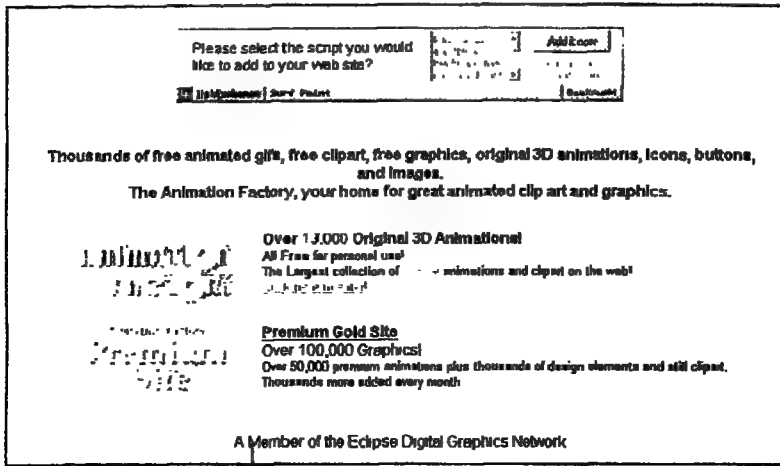 Please select the script you would
like to add to your web site?
Add it now
Surf Point
Bookmark
Thousands of free animated gifs, free clipart, free graphics, original 3D animations, icons, buttons,
and images.
The Animation Factory, your home for great animated clip art and graphics.
Over 13,000 Original 3D Animations!
All Free for personal use!
The Largest collection of animations and clipart on the web!
Premium Gold Site
Over 100,000 Graphics!
Premium
Site
Over 50,000 premium animations plus thousands of design elements and still clipart.
Thousands more added every month
A Member of the Eclipse Digital Graphics Network